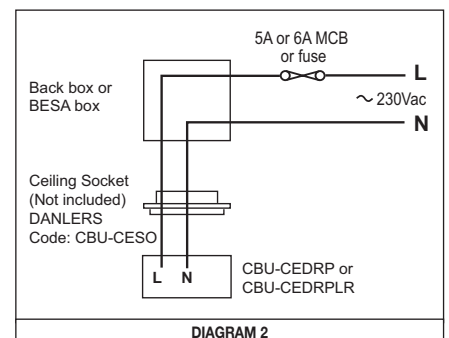 5A or 6A MCB
or fuse
L
Back box or
BESA box
~ 230Vac
N
Ceiling Socket
(Not included)
DANLERS
Code: CBU-CESO
L N
CBU-CEDRP or
CBU-CEDRPLR
DIAGRAM 2